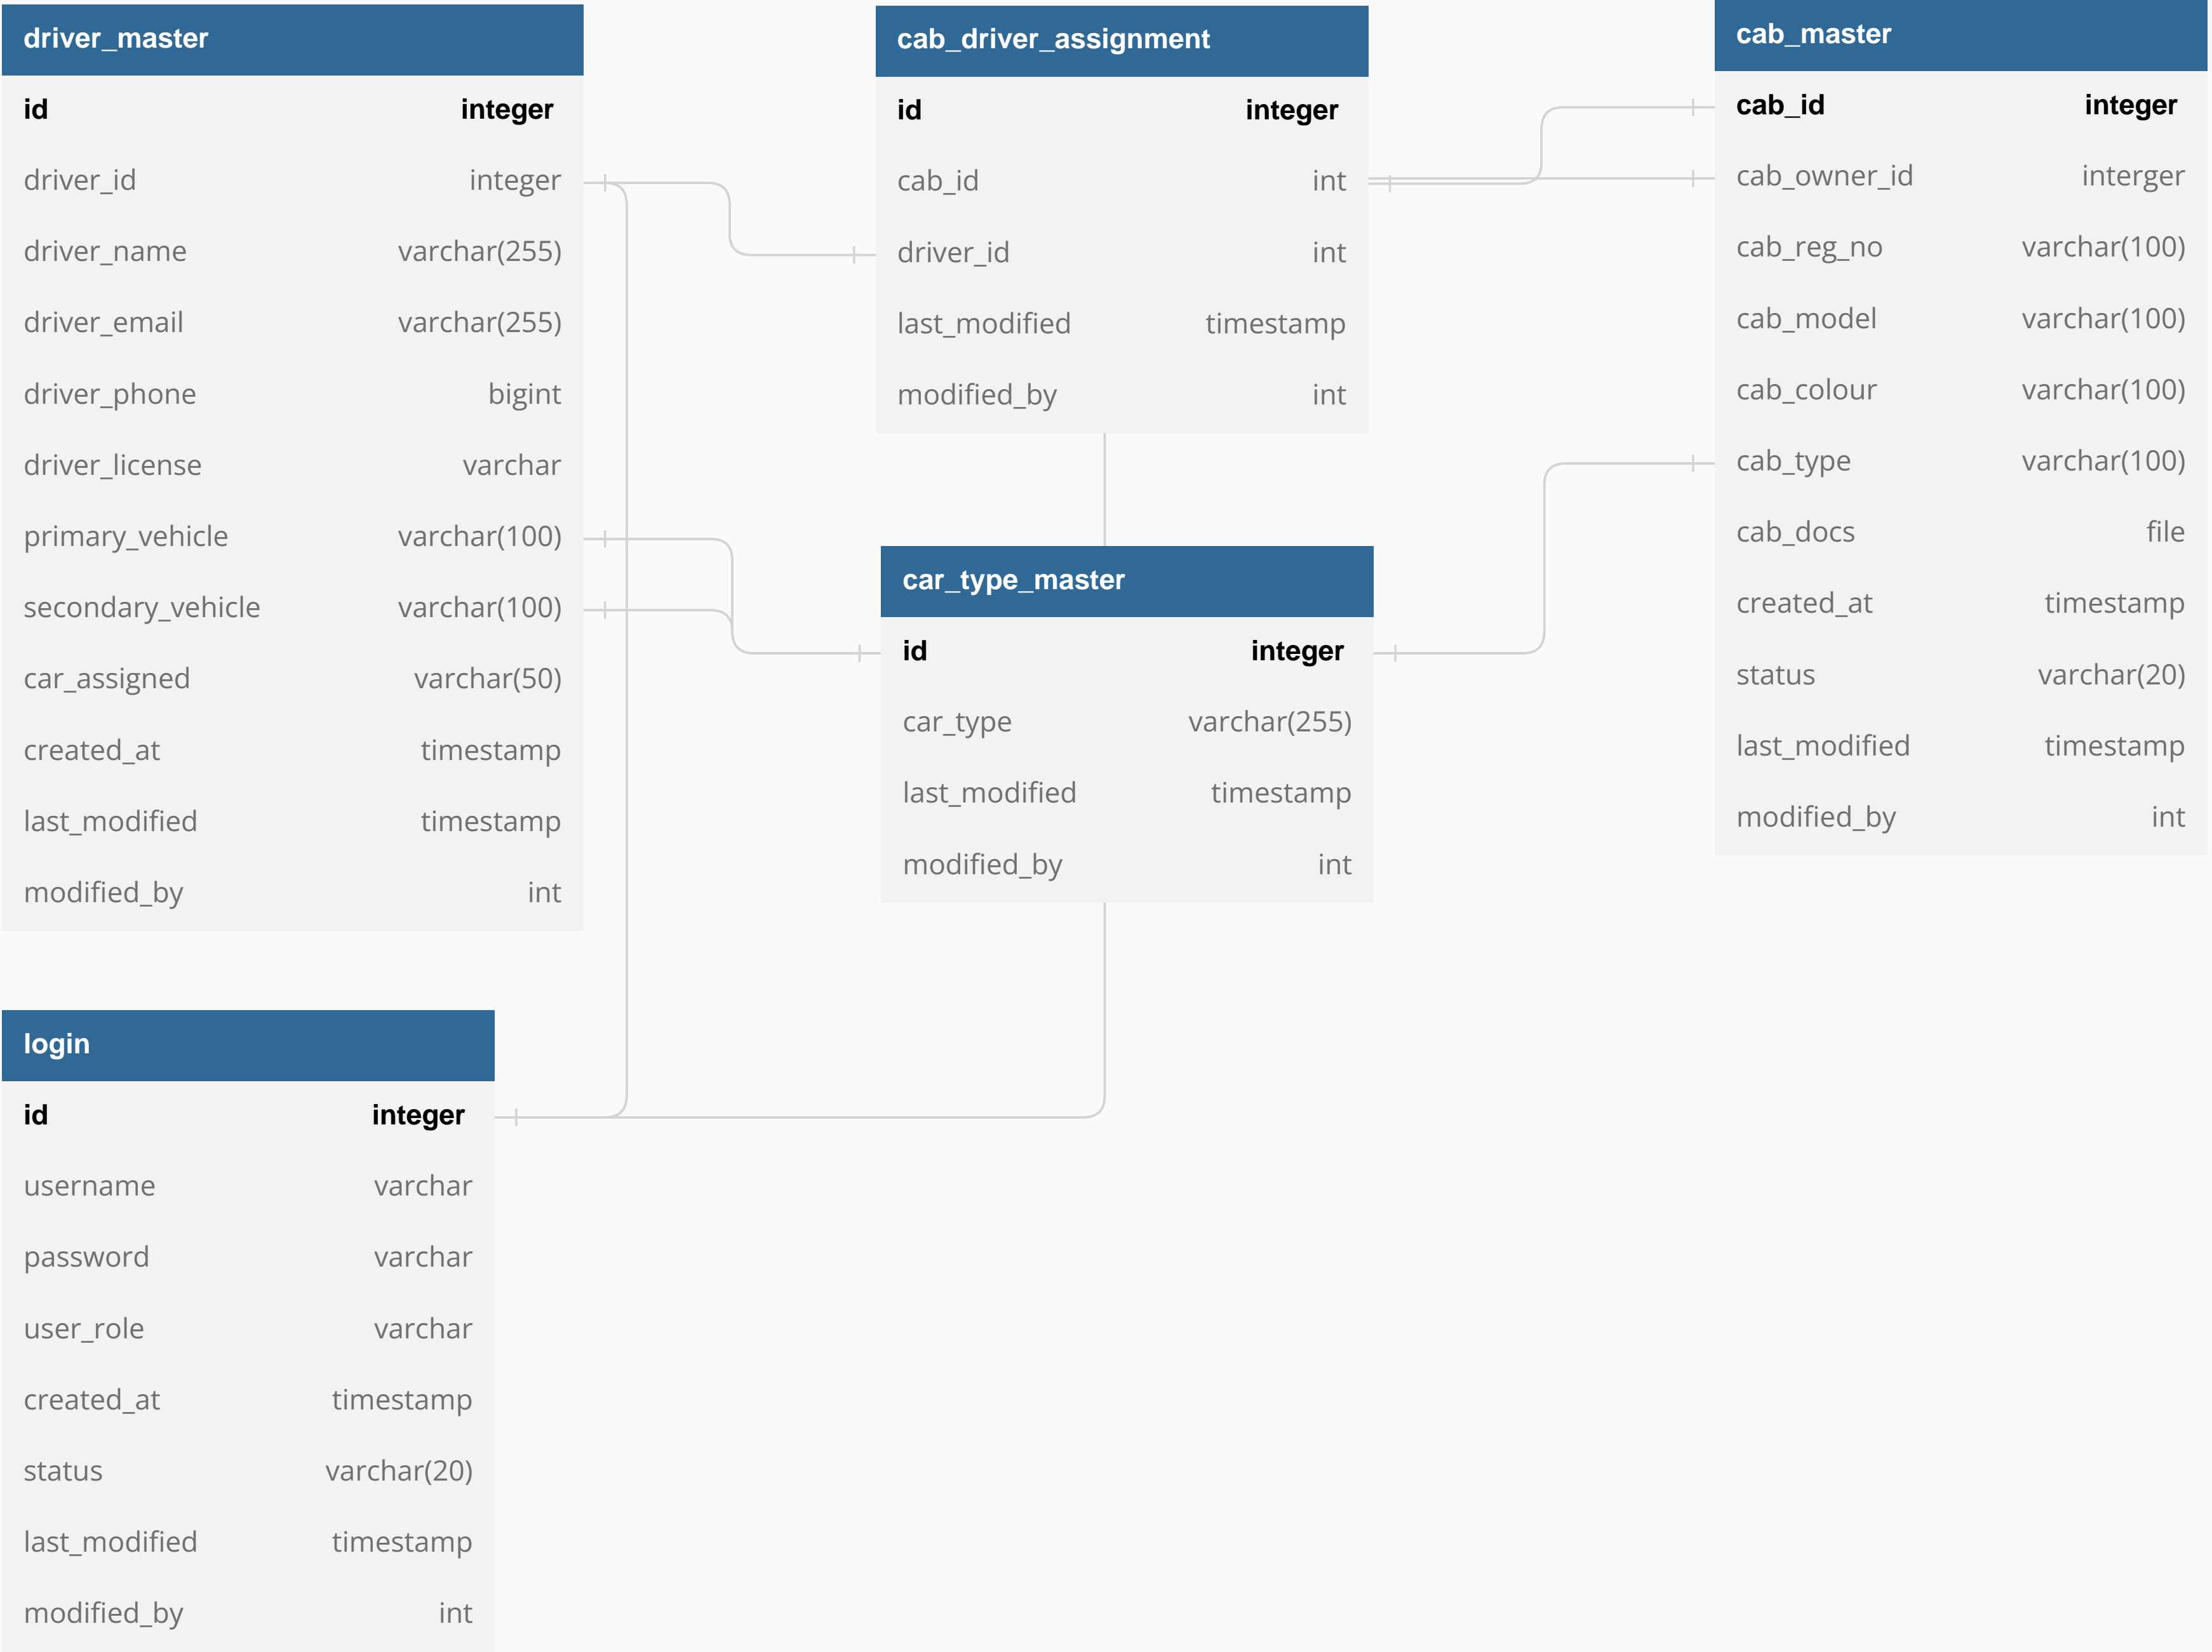 driver_master
id integer
driver_id integer
driver_name varchar(255)
driver_email varchar(255)
driver_phone bigint
driver_license varchar
primary_vehicle varchar(100)
secondary_vehicle varchar(100)
car_assigned varchar(50)
created_at timestamp
last_modified timestamp
modified_by int
cab_driver_assignment
id integer
cab_id int
driver_id int
last_modified timestamp
modified_by int
cab_master
cab_id integer
cab_owner_id interger
cab_reg_no varchar(100)
cab_model varchar(100)
cab_colour varchar(100)
cab_type varchar(100)
cab_docs file
created_at timestamp
status varchar(20)
last_modified timestamp
modified_by int
car_type_master
id integer
car_type varchar(255)
last_modified timestamp
modified_by int
login
id integer
username varchar
password varchar
user_role varchar
created_at timestamp
status varchar(20)
last_modified timestamp
modified_by int